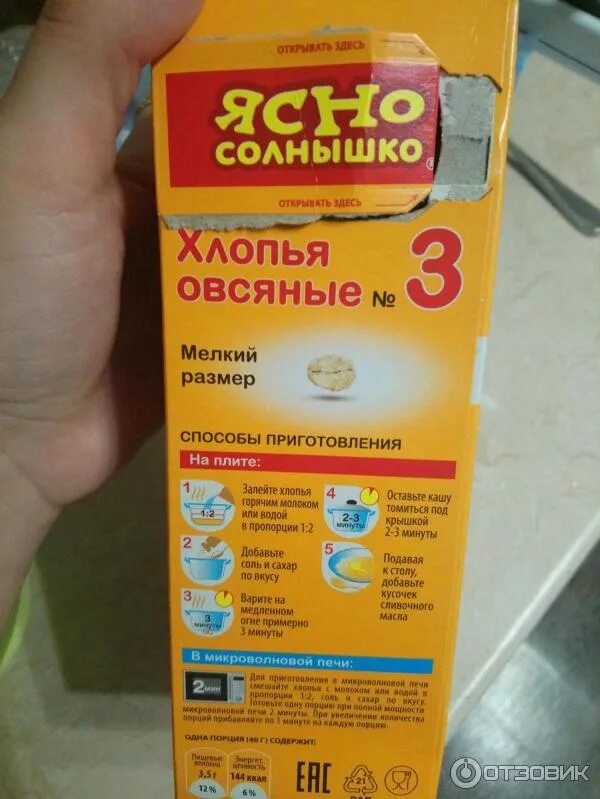 ОТКРЫВАТЬ ЗДЕСЬ
ЯСНО
СОЛНЫШКО®
ОТКРЫВАТЬ ЗДЕСЬ
Хлопья
овсяные № 3
Мелкий
размер
СПОСОБЫ ПРИГОТОВЛЕНИЯ
На плите:
1
1:2
Залейте хлопья
горячим молоком
или водой
в пропорции 1:2
2
Добавьте
соль и сахар
по вкусу
3
3
минуты
Варите на
медленном
огне примерно
3 минуты
4
2-3
минуты
Оставьте кашу
томиться под
крышкой
2-3 минуты
5
Подавая
к столу,
добавьте
кусочек
сливочного
масла
В микроволновой печи:
2 мин
Для приготовления в микроволновой печи
смешайте хлопья с молоком или водой в
пропорции 1:2, соль и сахар по вкусу.
Готовьте одну порцию при полной мощности
микроволновой печи 2 минуты. При увеличении количества
порций прибавляйте по 1 минуте на каждую порцию.
ОДНА ПОРЦИЯ (40 Г) СОДЕРЖИТ:
Пищевые
волокна
3,5 г
12 %
Энергет.
ценность
144 ккал
6 %
EAC
21
PAP
ОТЗОВИК